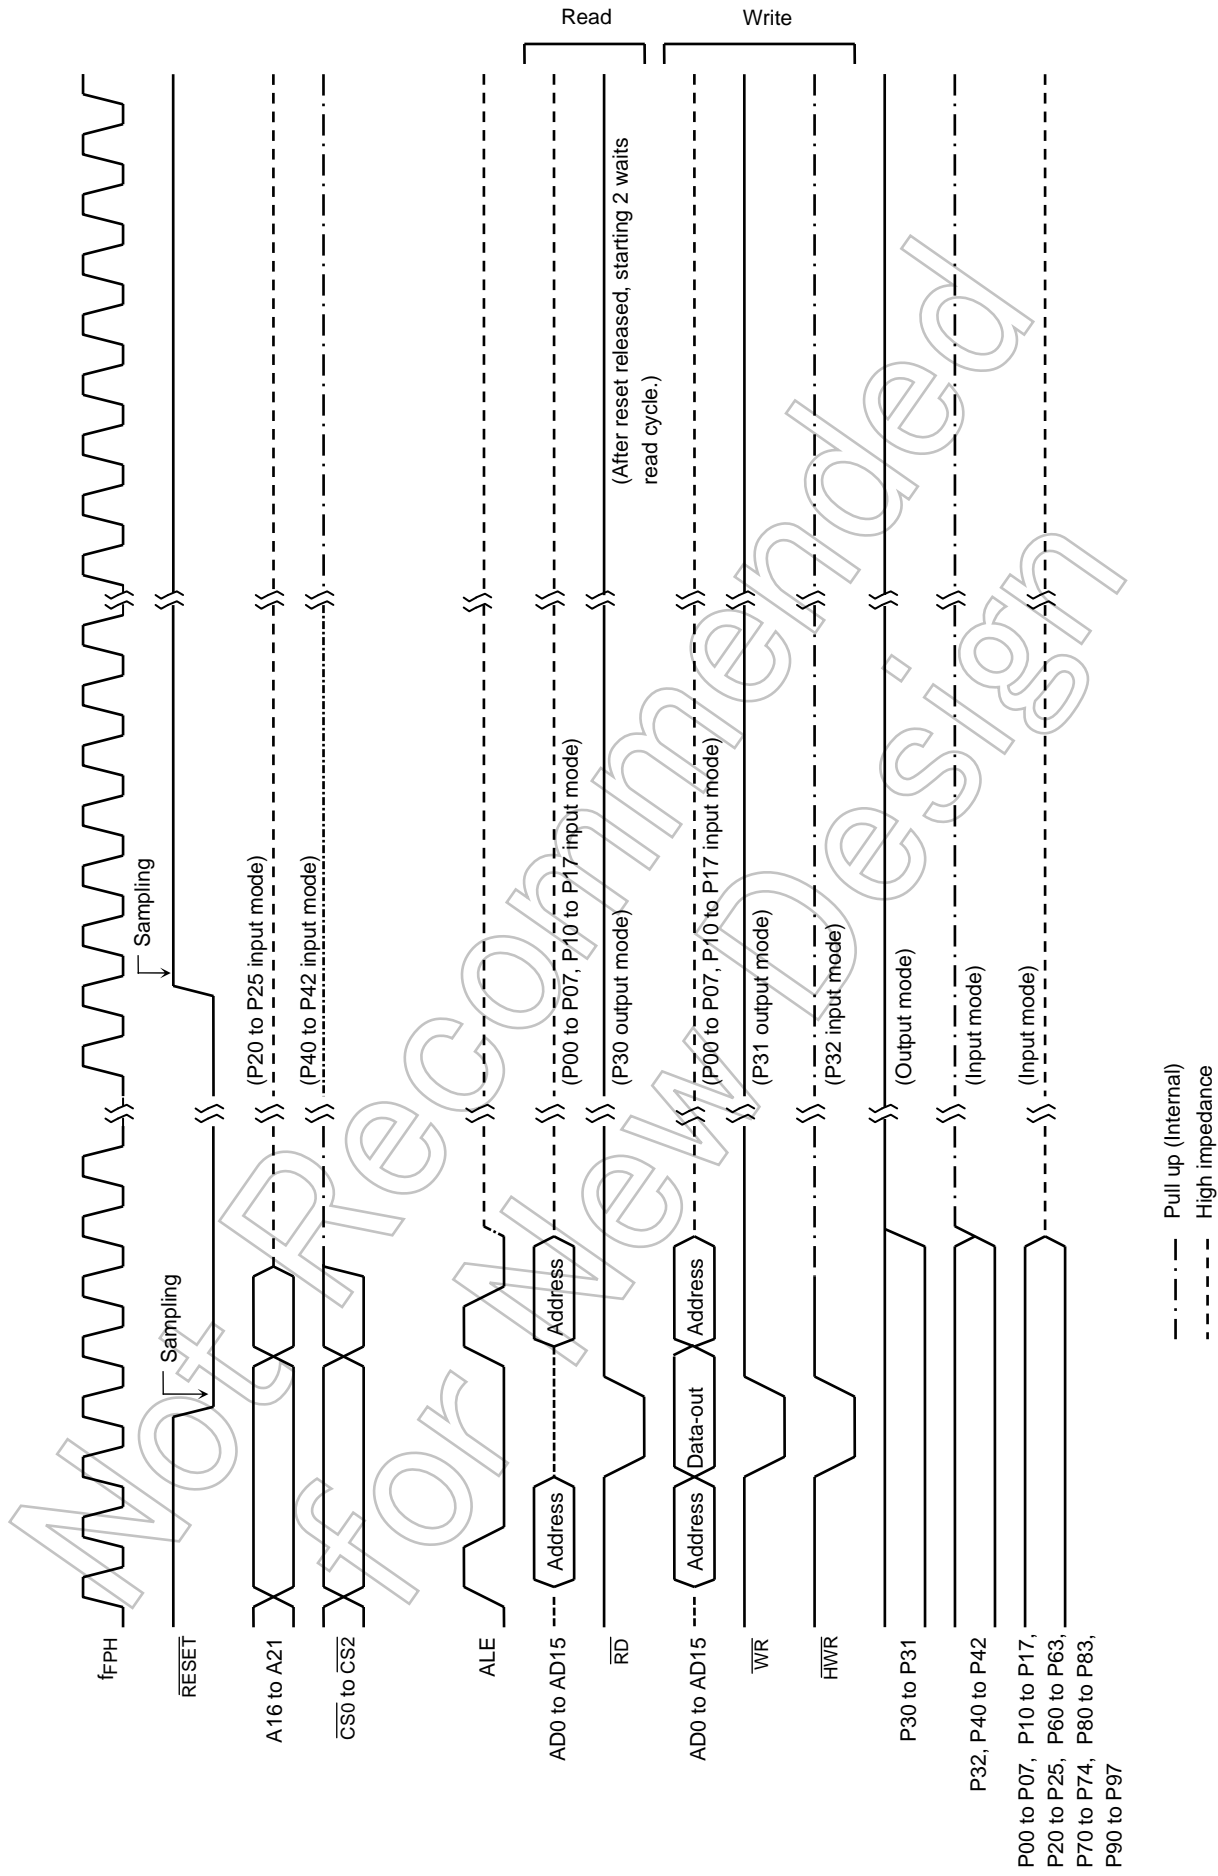 Read
Write
fFPH
RESET
Sampling
Sampling
A16 to A21
(P20 to P25 input mode)
CS0 to CS2
(P40 to P42 input mode)
ALE
AD0 to AD15
Address
Address
(P00 to P07, P10 to P17 input mode)
RD
(P30 output mode)
(After reset released, starting 2 waits
read cycle.)
AD0 to AD15
Address
Data-out
Address
(P00 to P07, P10 to P17 input mode)
WR
(P31 output mode)
HWR
(P32 input mode)
P30 to P31
(Output mode)
P32, P40 to P42
(Input mode)
P00 to P07, P10 to P17,
P20 to P25, P60 to P63,
P70 to P74, P80 to P83,
P90 to P97
(Input mode)
Pull up (Internal)
High impedance
Not Recommended
for New Design